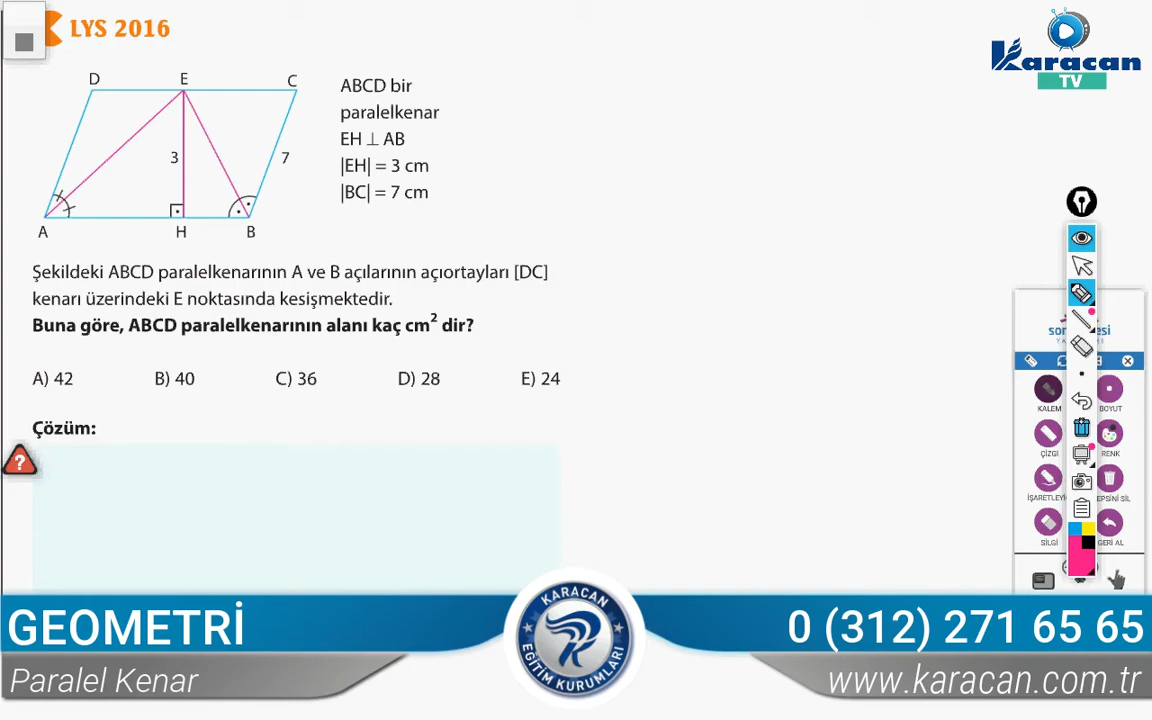 LYS 2016
Karacan
TV
D
E
C
3
7
A
H
B
ABCD bir
paralelkenar
EH ⊥ AB
|EH| = 3 cm
|BC| = 7 cm
Şekildeki ABCD paralelkenarının A ve B açılarının açıortayları [DC]
kenarı üzerindeki E noktasında kesişmektedir.
Buna göre, ABCD paralelkenarının alanı kaç cm² dir?
A) 42 B) 40 C) 36 D) 28 E) 24
Çözüm:
?
KALEM
BOYUT
ÇİZGİ
RENK
SİLGİ
GERİ AL
GEOMETRİ
KARACAN
EĞİTİM KURUMLARI
0 (312) 271 65 65
Paralel Kenar
www.karacan.com.tr